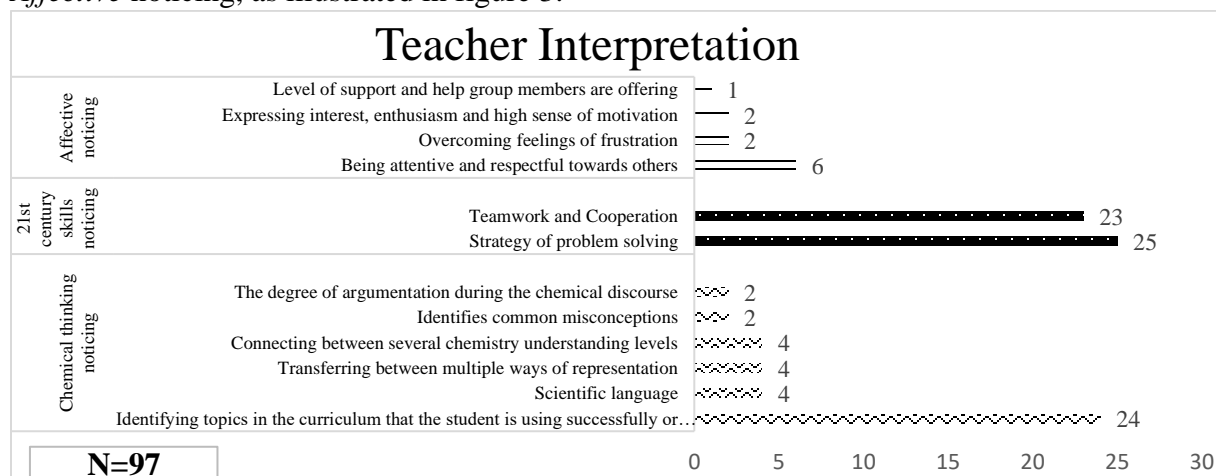 Affective noticing, as illustrated in figure 3.
Teacher Interpretation
Affective
noticing
Level of support and help group members are offering 1
Expressing interest, enthusiasm and high sense of motivation 2
Overcoming feelings of frustration 2
Being attentive and respectful towards others 6
21st
century
skills
noticing
Teamwork and Cooperation 23
Strategy of problem solving 25
Chemical thinking
noticing
The degree of argumentation during the chemical discourse 2
Identifies common misconceptions 2
Connecting between several chemistry understanding levels 4
Transferring between multiple ways of representation 4
Scientific language 4
Identifying topics in the curriculum that the student is using successfully or… 24
N=97
0 5 10 15 20 25 30